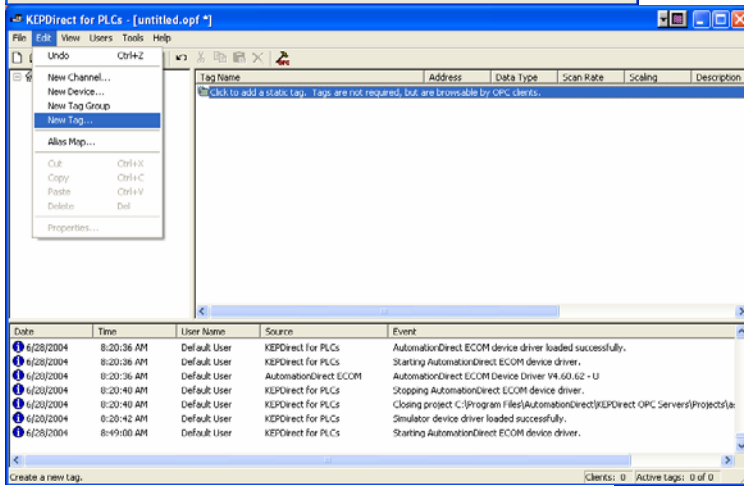 KEPDirect for PLCs - [untitled.opf *]
File Edit View Users Tools Help
Undo Ctrl+Z
New Channel...
New Device...
New Tag Group
New Tag...
Alias Map...
Cut Ctrl+X
Copy Ctrl+C
Paste Ctrl+V
Delete Del
Properties...
Tag Name Address Data Type Scan Rate Scaling Description
Click to add a static tag. Tags are not required, but are browsable by OPC clients.
Date Time User Name Source Event
6/28/2004 8:20:36 AM Default User KEPDirect for PLCs AutomationDirect ECOM device driver loaded successfully.
6/28/2004 8:20:36 AM Default User KEPDirect for PLCs Starting AutomationDirect ECOM device driver.
6/28/2004 8:20:36 AM Default User AutomationDirect ECOM AutomationDirect ECOM Device Driver V4.60.62 - U
6/28/2004 8:20:40 AM Default User KEPDirect for PLCs Stopping AutomationDirect ECOM device driver.
6/28/2004 8:20:40 AM Default User KEPDirect for PLCs Closing project C:\Program Files\AutomationDirect\KEPDirect OPC Servers\Projects\a
6/28/2004 8:28:42 AM Default User KEPDirect for PLCs Simulator device driver loaded successfully.
6/28/2004 8:49:00 AM Default User KEPDirect for PLCs Starting AutomationDirect ECOM device driver.
Create a new tag. Clients: 0 Active tags: 0 of 0